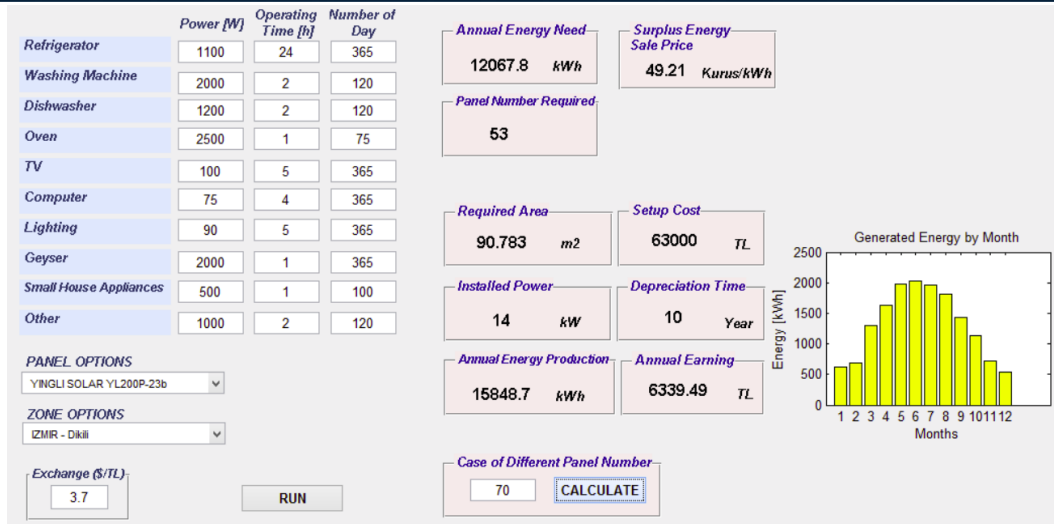 Power [W] Operating Time [h] Number of Day
Refrigerator 1100 24 365
Washing Machine 2000 2 120
Dishwasher 1200 2 120
Oven 2500 1 75
TV 100 5 365
Computer 75 4 365
Lighting 90 5 365
Geyser 2000 1 365
Small House Appliances 500 1 100
Other 1000 2 120
PANEL OPTIONS
YINGLI SOLAR YL200P-23b
ZONE OPTIONS
IZMIR - Dikili
Exchange ($/TL)
3.7
RUN
Annual Energy Need
12067.8 kWh
Surplus Energy
Sale Price
49.21 Kurus/kWh
Panel Number Required
53
Required Area
90.783 m2
Setup Cost
63000 TL
Installed Power
14 kW
Depreciation Time
10 Year
Annual Energy Production
15848.7 kWh
Annual Earning
6339.49 TL
Case of Different Panel Number
70 CALCULATE
Generated Energy by Month
Energy [kWh]
2500
2000
1500
1000
500
0
1 2 3 4 5 6 7 8 9 10 11 12
Months